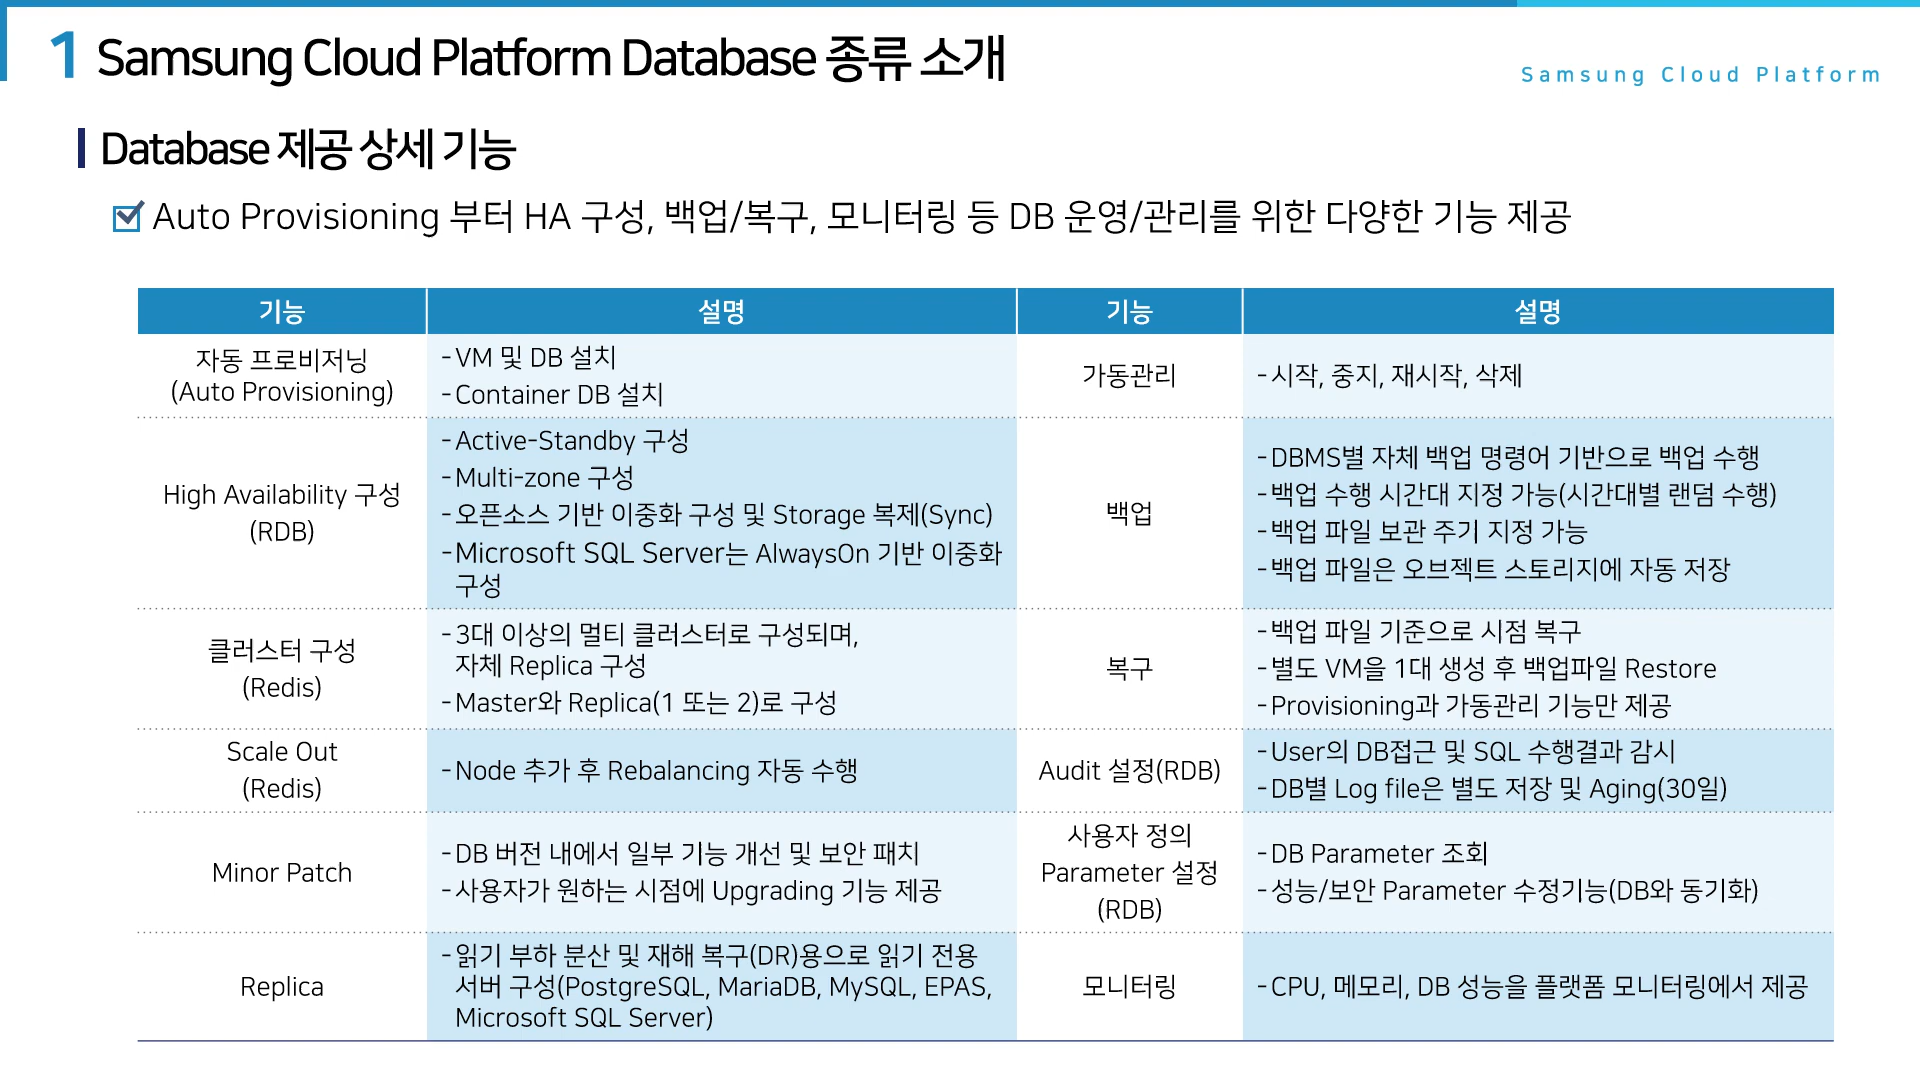 1 Samsung Cloud Platform Database 종류 소개
Samsung Cloud Platform
Database 제공 상세 기능
Auto Provisioning 부터 HA 구성, 백업/복구, 모니터링 등 DB 운영/관리를 위한 다양한 기능 제공
기능
설명
기능
설명
자동 프로비저닝
(Auto Provisioning)
-VM 및 DB 설치
-Container DB 설치
가동관리
-시작, 중지, 재시작, 삭제
High Availability 구성
(RDB)
-Active-Standby 구성
-Multi-zone 구성
-오픈소스 기반 이중화 구성 및 Storage 복제(Sync)
-Microsoft SQL Server는 AlwaysOn 기반 이중화
구성
백업
-DBMS별 자체 백업 명령어 기반으로 백업 수행
-백업 수행 시간대 지정 가능(시간대별 랜덤 수행)
-백업 파일 보관 주기 지정 가능
-백업 파일은 오브젝트 스토리지에 자동 저장
클러스터 구성
(Redis)
-3대 이상의 멀티 클러스터로 구성되며,
자체 Replica 구성
-Master와 Replica(1 또는 2)로 구성
복구
-백업 파일 기준으로 시점 복구
-별도 VM을 1대 생성 후 백업파일 Restore
-Provisioning과 가동관리 기능만 제공
Scale Out
(Redis)
-Node 추가 후 Rebalancing 자동 수행
Audit 설정(RDB)
-User의 DB접근 및 SQL 수행결과 감시
-DB별 Log file은 별도 저장 및 Aging(30일)
Minor Patch
-DB 버전 내에서 일부 기능 개선 및 보안 패치
-사용자가 원하는 시점에 Upgrading 기능 제공
사용자 정의
Parameter 설정
(RDB)
-DB Parameter 조회
-성능/보안 Parameter 수정기능(DB와 동기화)
Replica
-읽기 부하 분산 및 재해 복구(DR)용으로 읽기 전용
서버 구성(PostgreSQL, MariaDB, MySQL, EPAS,
Microsoft SQL Server)
모니터링
-CPU, 메모리, DB 성능을 플랫폼 모니터링에서 제공